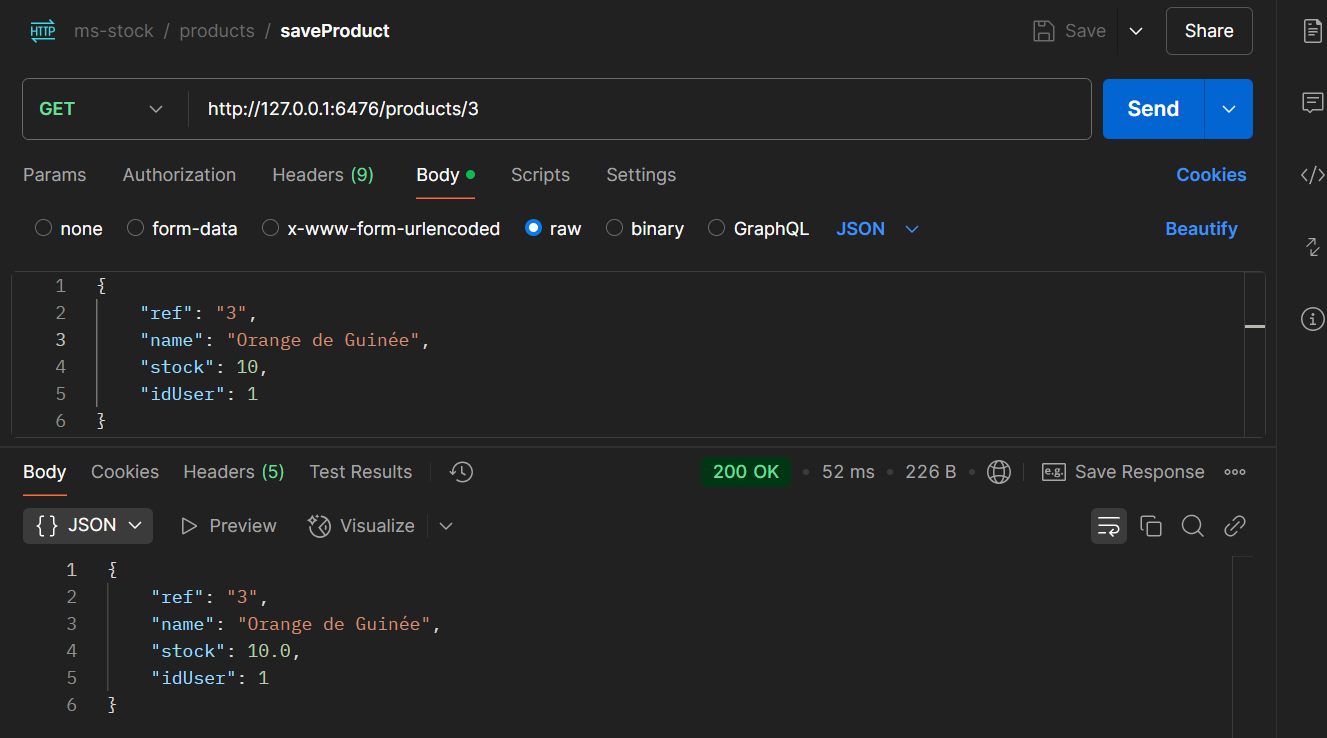 HTTP ms-stock / products / saveProduct Save Share
GET http://127.0.0.1:6476/products/3 Send
Params Authorization Headers (9) Body Scripts Settings Cookies
none form-data x-www-form-urlencoded raw binary GraphQL JSON Beautify
1 {
2 "ref": "3",
3 "name": "Orange de Guinée",
4 "stock": 10,
5 "idUser": 1
6 }
Body Cookies Headers (5) Test Results 200 OK • 52 ms • 226 B • e.g. Save Response
{} JSON Preview Visualize
1 {
2 "ref": "3",
3 "name": "Orange de Guinée",
4 "stock": 10.0,
5 "idUser": 1
6 }